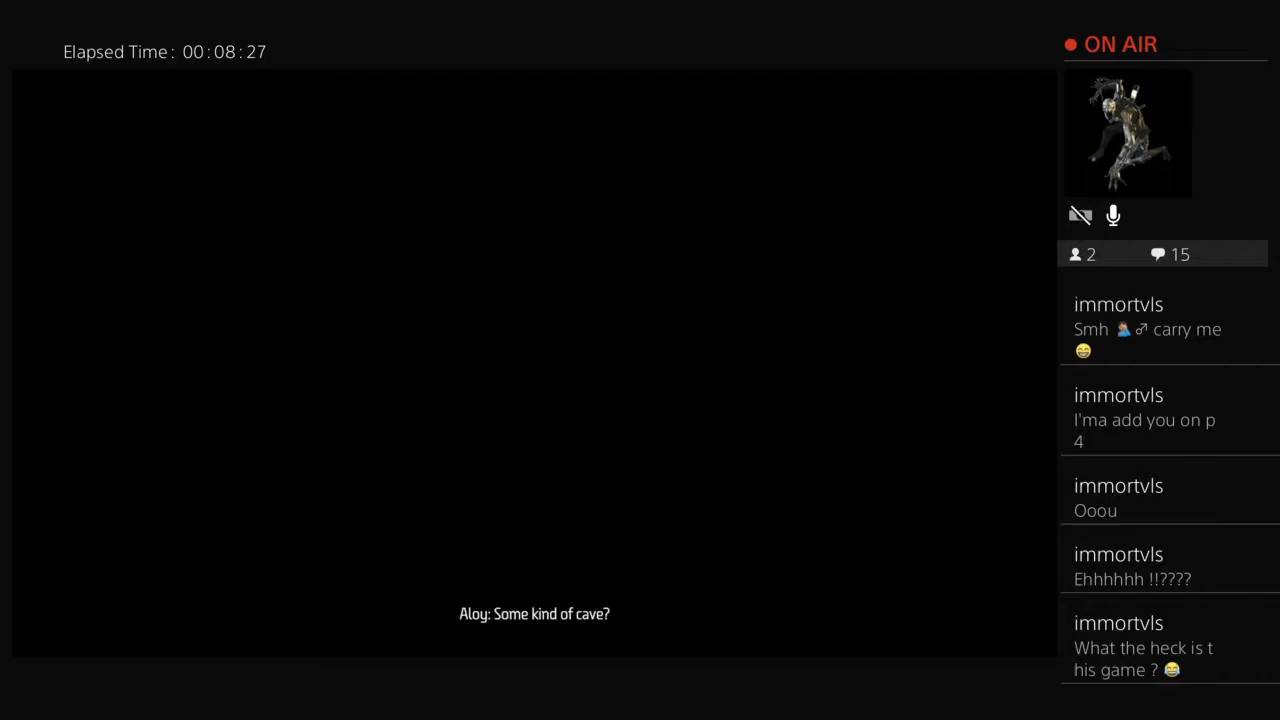 Elapsed Time: 00:08:27
ON AIR
2 15
immortvls
Smh 🤦🏽♂ carry me
😄
immortvls
I'ma add you on p
4
immortvls
Ooou
immortvls
Ehhhhhh !!????
immortvls
What the heck is t
his game ? 😂
Aloy: Some kind of cave?